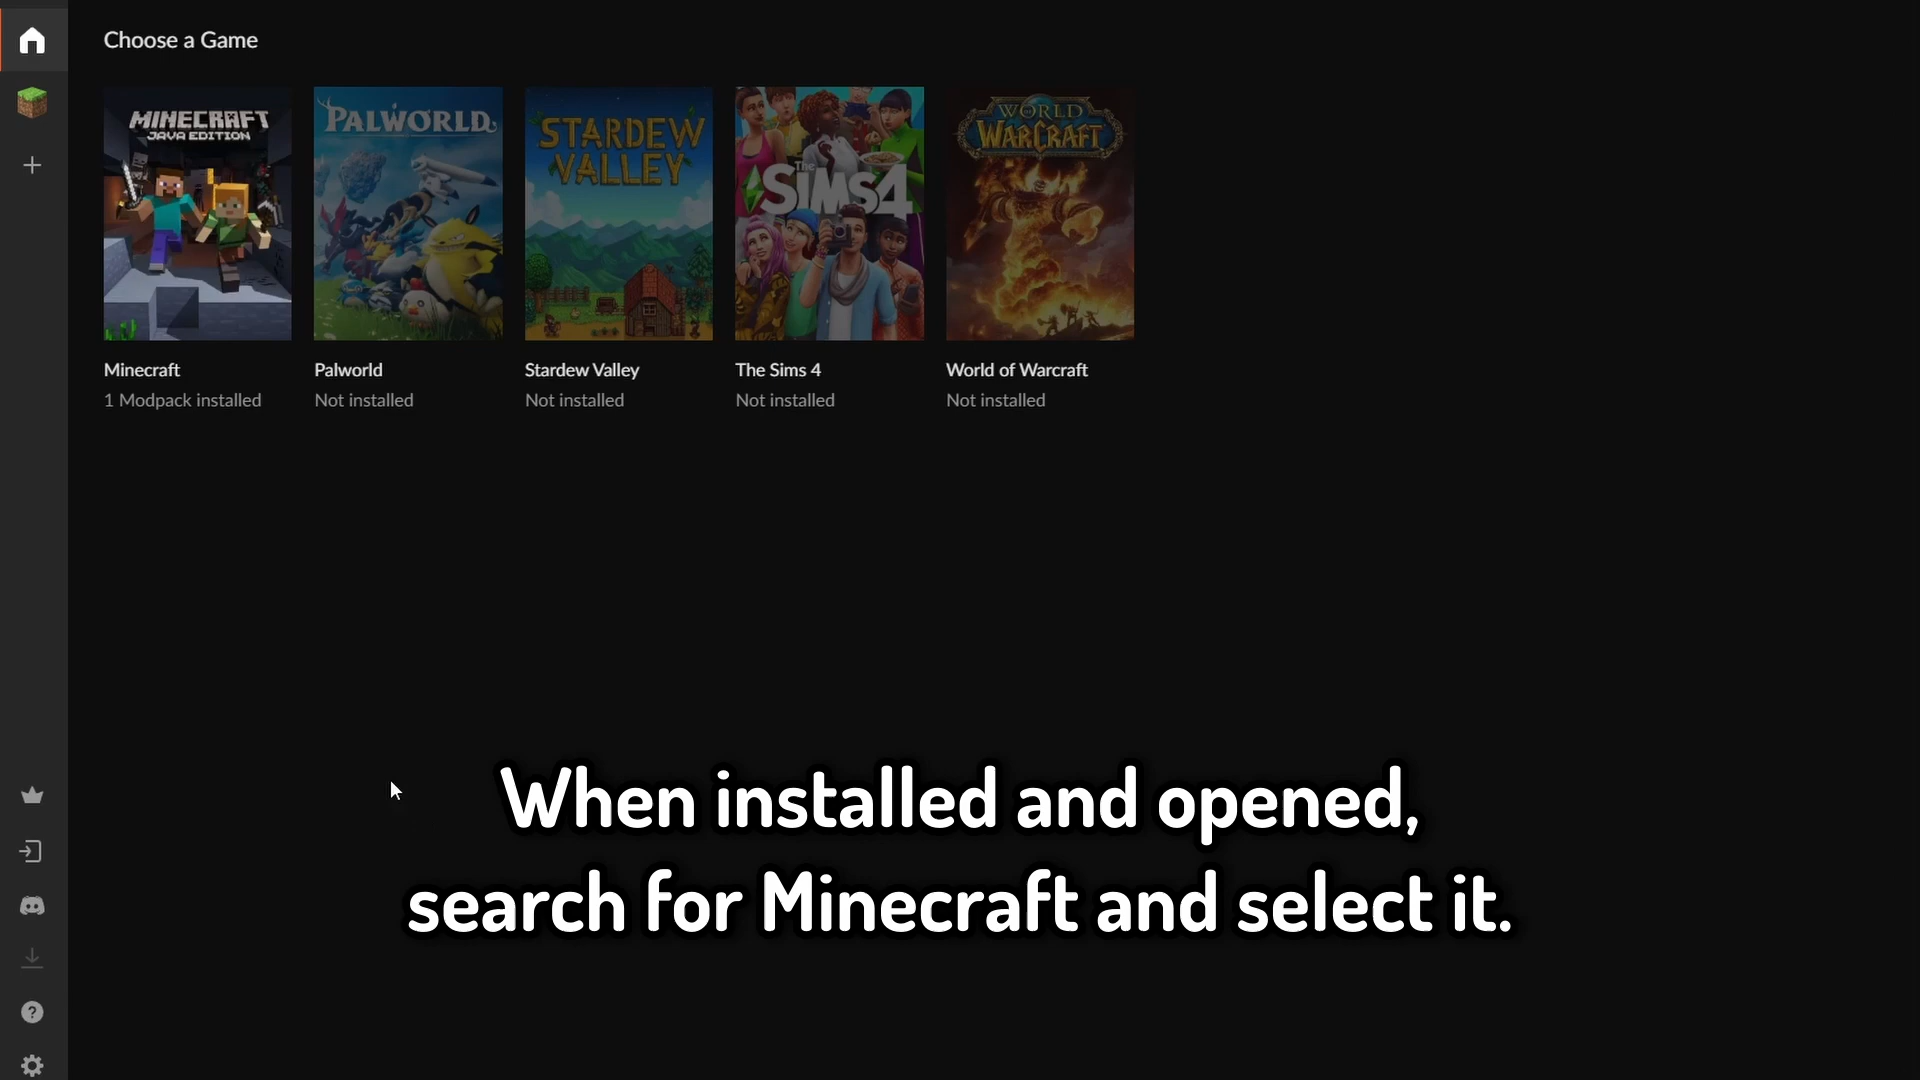 Choose a Game
MINECRAFT
JAVA EDITION
PALWORLD
STARDEW
VALLEY
The
SIMS4
WORLD
OF
WARCRAFT
Minecraft
Palworld
Stardew Valley
The Sims 4
World of Warcraft
1 Modpack installed
Not installed
Not installed
Not installed
Not installed
When installed and opened,
search for Minecraft and select it.